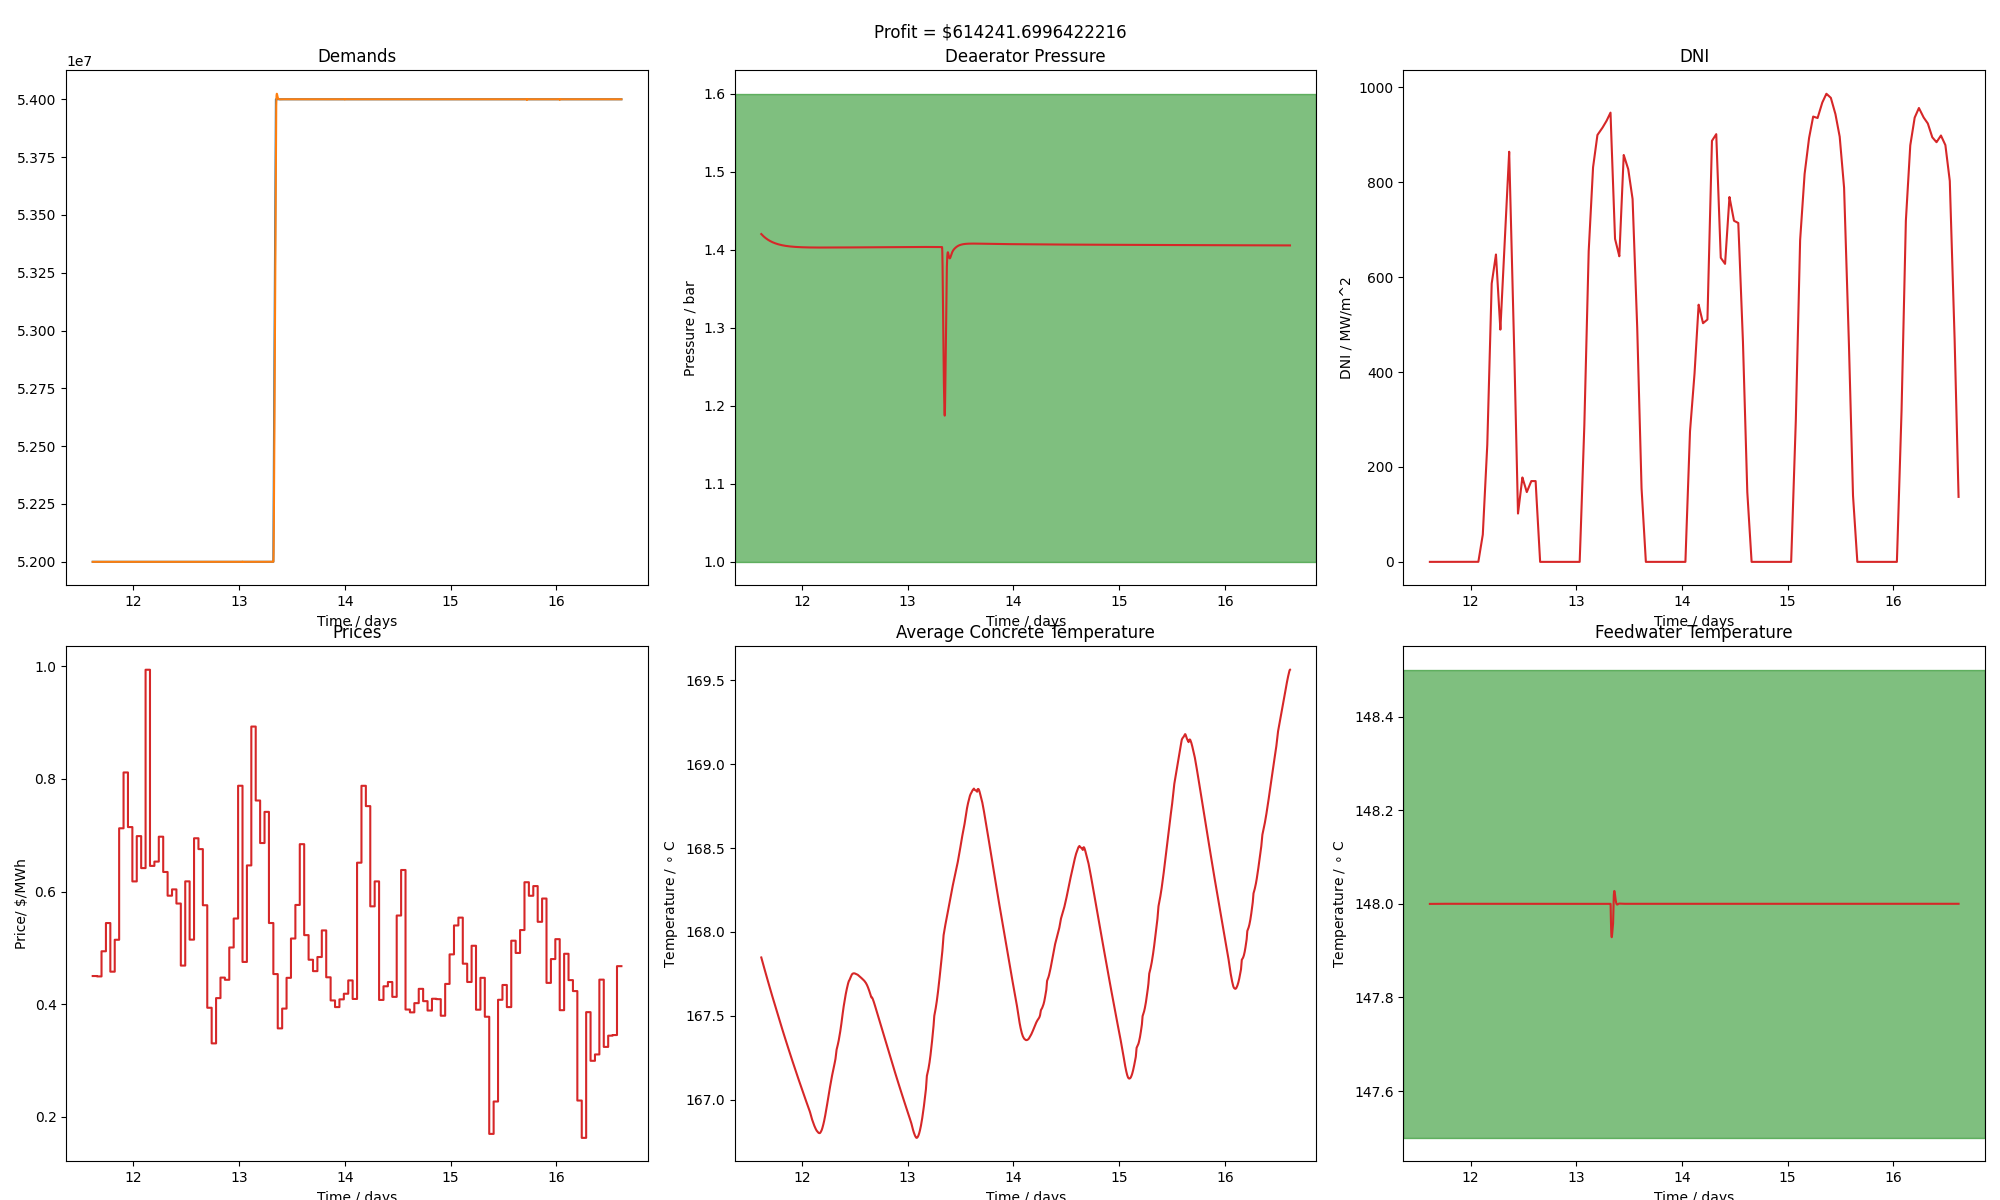 Profit = $614241.6996422216
Demands
1e7
5.400
5.375
5.350
5.325
5.300
5.275
5.250
5.225
5.200
12 13 14 15 16
Time / days
Deaerator Pressure
Pressure / bar
1.6
1.5
1.4
1.3
1.2
1.1
1.0
12 13 14 15 16
Time / days
DNI
DNI / MW/m^2
1000
800
600
400
200
0
12 13 14 15 16
Time / days
Prices
Price/ $/MWh
1.0
0.8
0.6
0.4
0.2
12 13 14 15 16
Time / days
Average Concrete Temperature
Temperature / ∘ C
169.5
169.0
168.5
168.0
167.5
167.0
12 13 14 15 16
Time / days
Feedwater Temperature
Temperature / ∘ C
148.4
148.2
148.0
147.8
147.6
12 13 14 15 16
Time / days